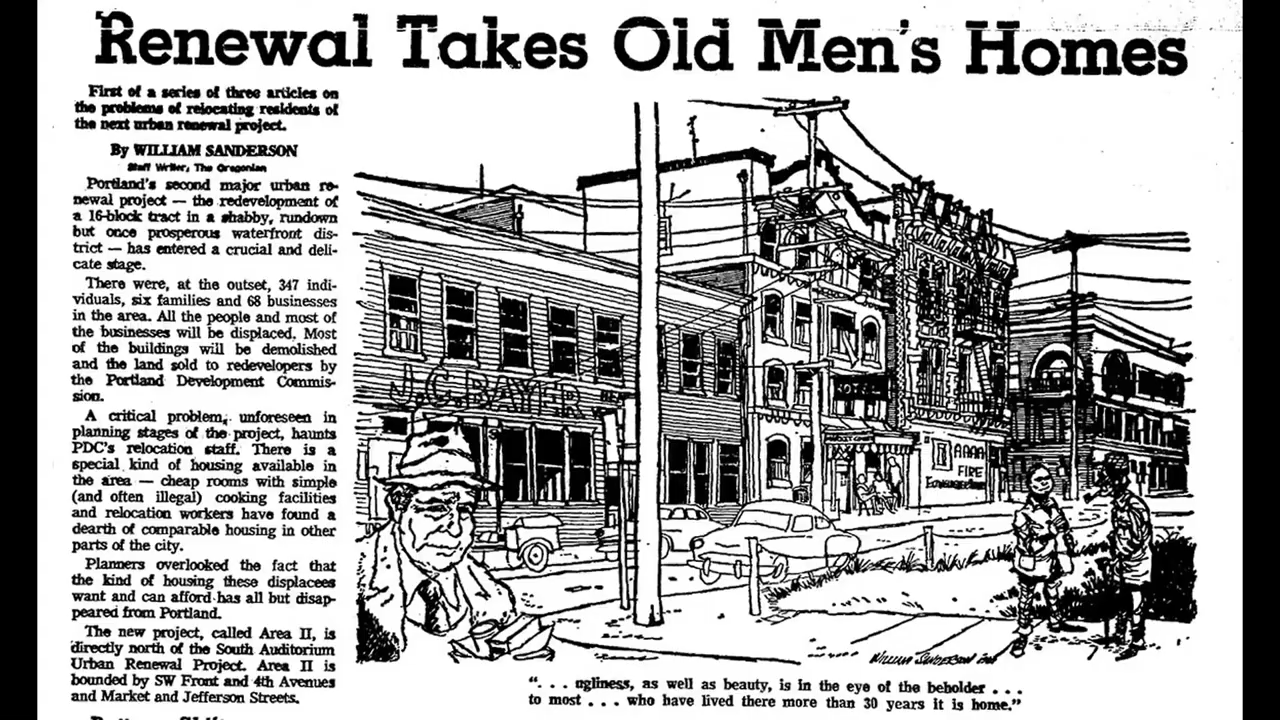 Renewal Takes Old Men's Homes
First of a series of three articles on
the problems of relocating residents of
the next urban renewal project.
By WILLIAM SANDERSON
Staff Writer, The Oregonian
Portland's second major urban re-
newal project — the redevelopment of
a 16-block tract in a shabby, rundown
but once prosperous waterfront dis-
trict — has entered a crucial and deli-
cate stage.
There were, at the outset, 347 indi-
viduals, six families and 68 businesses
in the area. All the people and most of
the businesses will be displaced. Most
of the buildings will be demolished
and the land sold to redevelopers by
the Portland Development Commis-
sion.
A critical problem, unforeseen in
planning stages of the project, haunts
PDC's relocation staff. There is a
special kind of housing available in
the area — cheap rooms with simple
(and often illegal) cooking facilities
and relocation workers have found a
dearth of comparable housing in other
parts of the city.
Planners overlooked the fact that
the kind of housing these displacees
want and can afford has all but disap-
peared from Portland.
The new project, called Area II, is
directly north of the South Auditorium
Urban Renewal Project. Area II is
bounded by SW Front and 4th Avenues
and Market and Jefferson Streets.
J.C. BAYER
HOTEL
AAAA
FIRE
WILLIAM SANDERSON
". . . ugliness, as well as beauty, is in the eye of the beholder . . .
to most . . . who have lived there more than 30 years it is home."